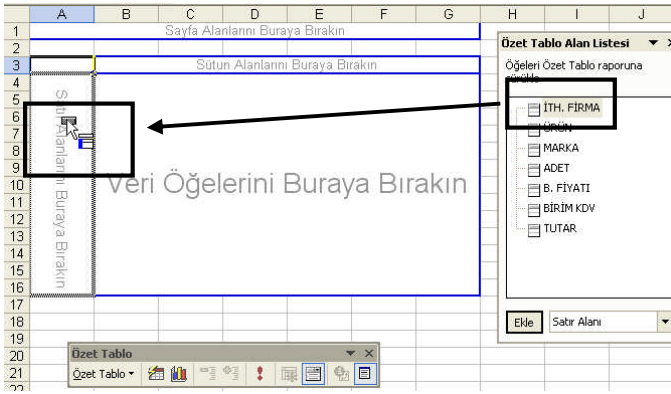 A B C D E F G H I J
1 Sayfa Alanlarını Buraya Bırakın
2
3 Sütun Alanlarını Buraya Bırakın
4
5
6
7
8
9
10
11
12
13
14
15
16
17
18
19
20
21
22
Satır Alanlarını Buraya Bırakın
Veri Öğelerini Buraya Bırakın
Özet Tablo Alan Listesi
Öğeleri Özet Tablo raporuna
sürükle
İTH. FİRMA
ÜRÜN
MARKA
ADET
B. FİYATI
BİRİM KDV
TUTAR
Ekle Satır Alanı
Özet Tablo
Özet Tablo